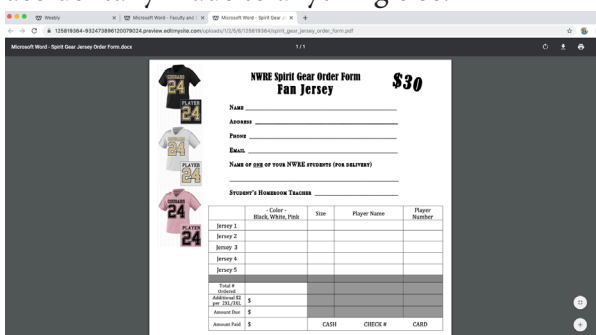 Weebly
Microsoft Word - Faculty and
Microsoft Word - Spirit Gear
125819364-932473896120079024.preview.editmysite.com/uploads/1/2/5/8/125819364/spirit_gear_jersey_order_form.pdf
Microsoft Word - Spirit Gear Jersey Order Form.docx
1 / 1
NWRE Spirit Gear Order Form
Fan Jersey
$30
COUGARS
24
PLAYER
24
Name
Address
Phone
Email
Name of one of your NWRE students (for delivery)
Student's Homeroom Teacher
24
PLAYER
24
COUGARS
24
PLAYER
24
- Color -
Black, White, Pink
Size
Player Name
Player
Number
Jersey 1
Jersey 2
Jersey 3
Jersey 4
Jersey 5
Total #
Ordered
Additional $2
per 2XL/3XL
$
Amount Due
$
Amount Paid
$
CASH
CHECK #
CARD